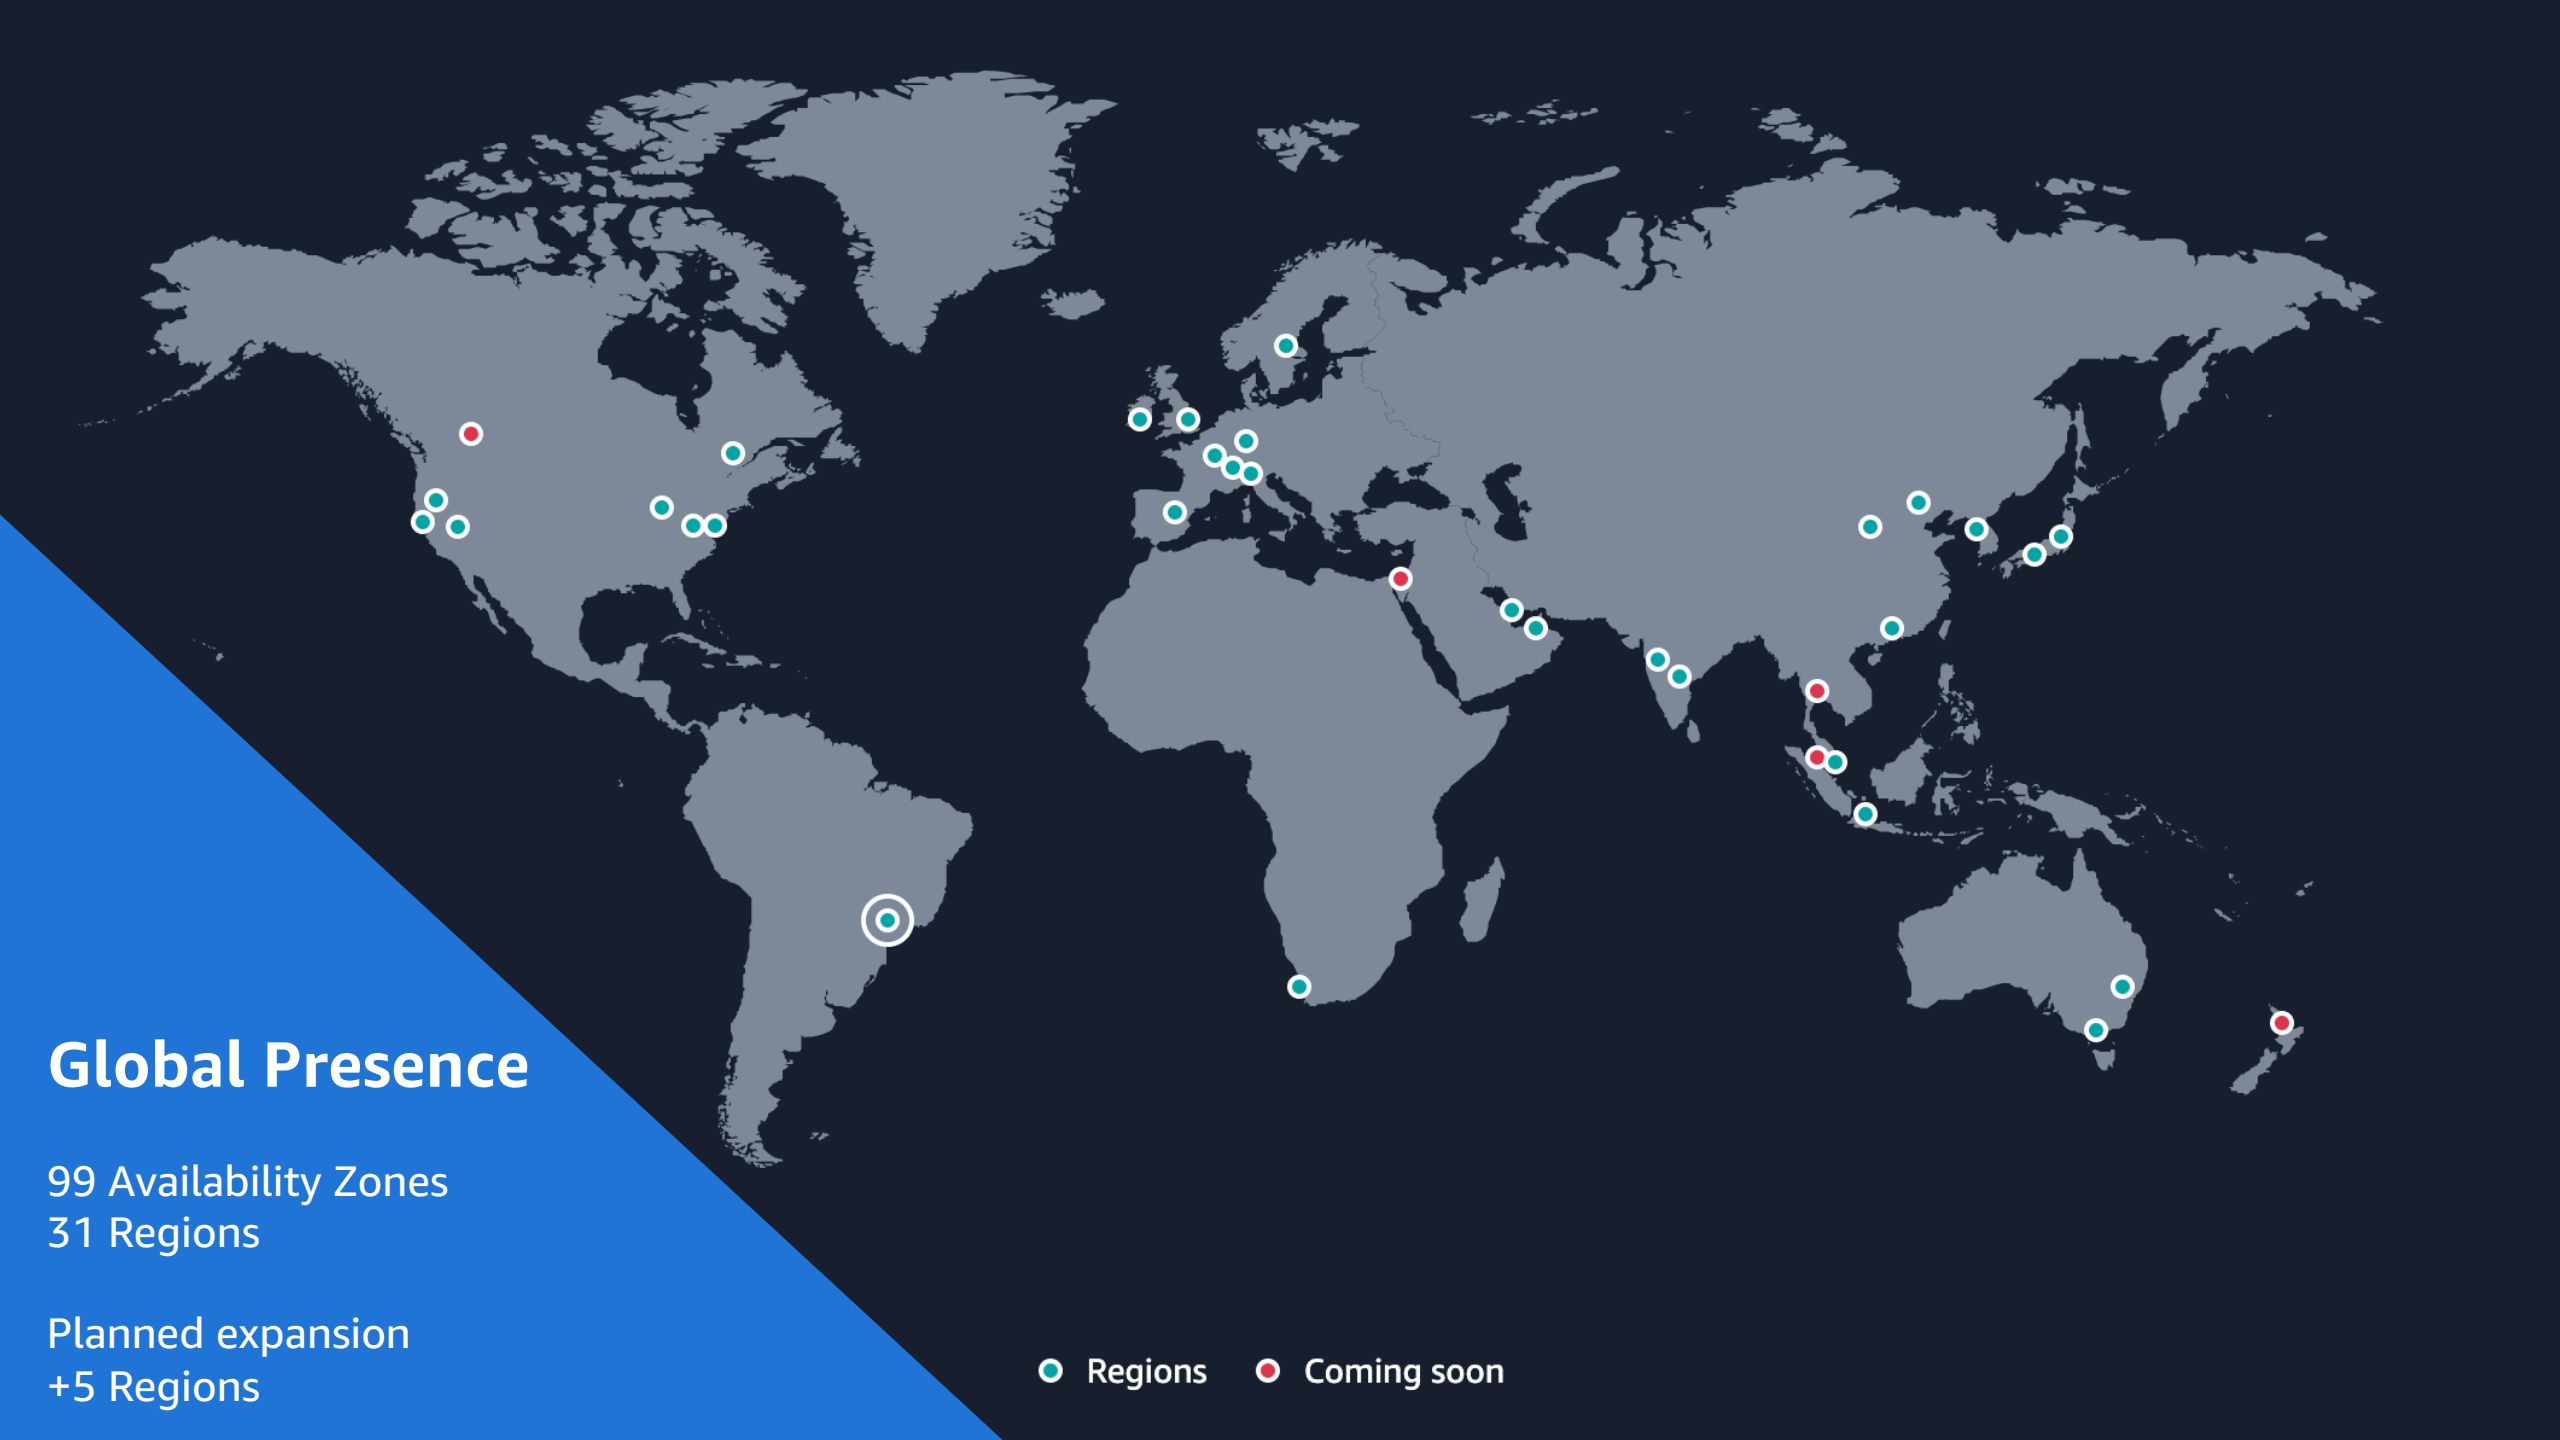 Global Presence
99 Availability Zones
31 Regions
Planned expansion
+5 Regions
Regions
Coming soon